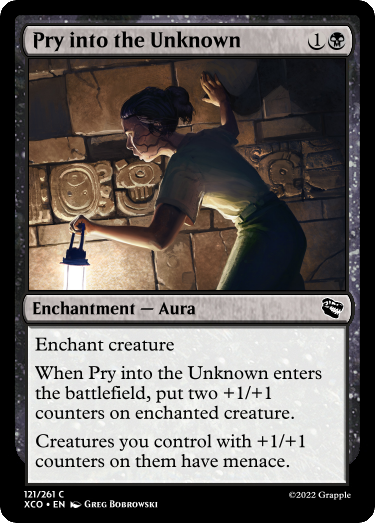 Pry into the Unknown 1
Enchantment — Aura
Enchant creature
When Pry into the Unknown enters
the battlefield, put two +1/+1
counters on enchanted creature.
Creatures you control with +1/+1
counters on them have menace.
121/261 C
XCO • EN Greg Bobrowski
©2022 Grapple